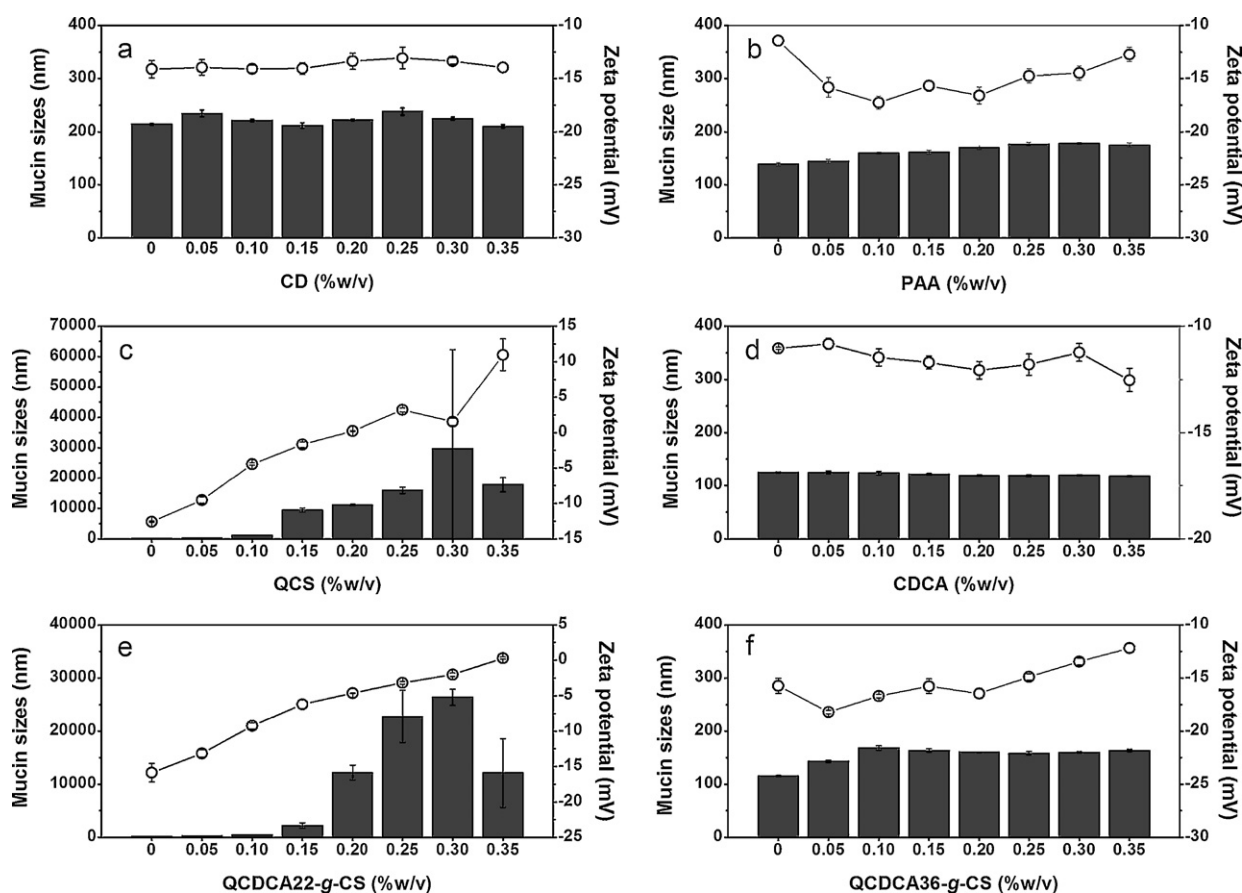 a
Mucin sizes (nm)
400
300
200
100
0
-10
-15
-20
-25
-30
Zeta potential (mV)
0 0.05 0.10 0.15 0.20 0.25 0.30 0.35
CD (%w/v)
b
Mucin size (nm)
400
300
200
100
0
-10
-15
-20
-25
-30
Zeta potential (mV)
0 0.05 0.10 0.15 0.20 0.25 0.30 0.35
PAA (%w/v)
c
Mucin sizes (nm)
70000
60000
50000
40000
30000
20000
10000
0
15
10
5
0
-5
-10
-15
Zeta potential (mV)
0 0.05 0.10 0.15 0.20 0.25 0.30 0.35
QCS (%w/v)
d
Mucin sizes (nm)
400
300
200
100
0
-10
-15
-20
Zeta potential (mV)
0 0.05 0.10 0.15 0.20 0.25 0.30 0.35
CDCA (%w/v)
e
Mucin sizes (nm)
40000
30000
20000
10000
0
5
0
-5
-10
-15
-20
-25
Zeta potential (mV)
0 0.05 0.10 0.15 0.20 0.25 0.30 0.35
QCDCA22-g-CS (%w/v)
f
Mucin sizes (nm)
400
300
200
100
0
-10
-15
-20
-25
-30
Zeta potential (mV)
0 0.05 0.10 0.15 0.20 0.25 0.30 0.35
QCDCA36-g-CS (%w/v)